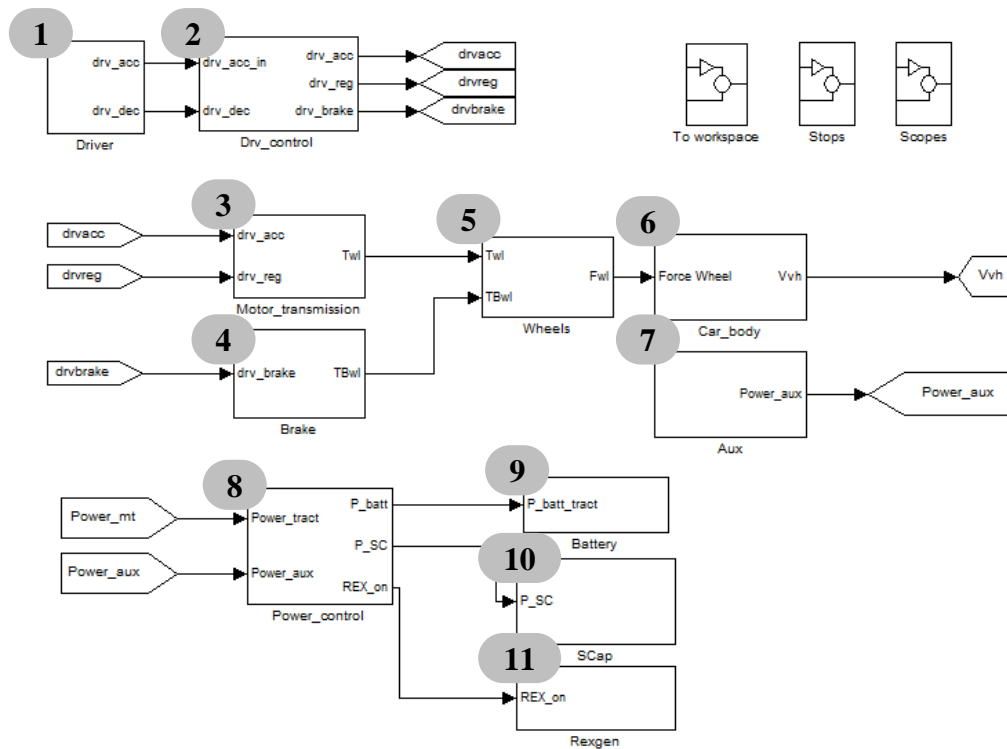 1
2
drv_acc
drv_dec
Driver
drv_acc_in
drv_dec
drv_acc
drv_reg
drv_brake
Drv_control
drvacc
drvreg
drvbrake
To workspace
Stops
Scopes
drvacc
drvreg
3
drv_acc
drv_reg
Twl
Motor_transmission
5
Twl
TBwl
Fwl
Wheels
6
Force Wheel
Vvh
Car_body
Vvh
drvbrake
4
drv_brake
TBwl
Brake
7
Power_aux
Aux
Power_aux
Power_mt
Power_aux
8
Power_tract
Power_aux
P_batt
P_SC
REX_on
Power_control
9
P_batt_tract
Battery
10
P_SC
SCap
11
REX_on
Rexgen